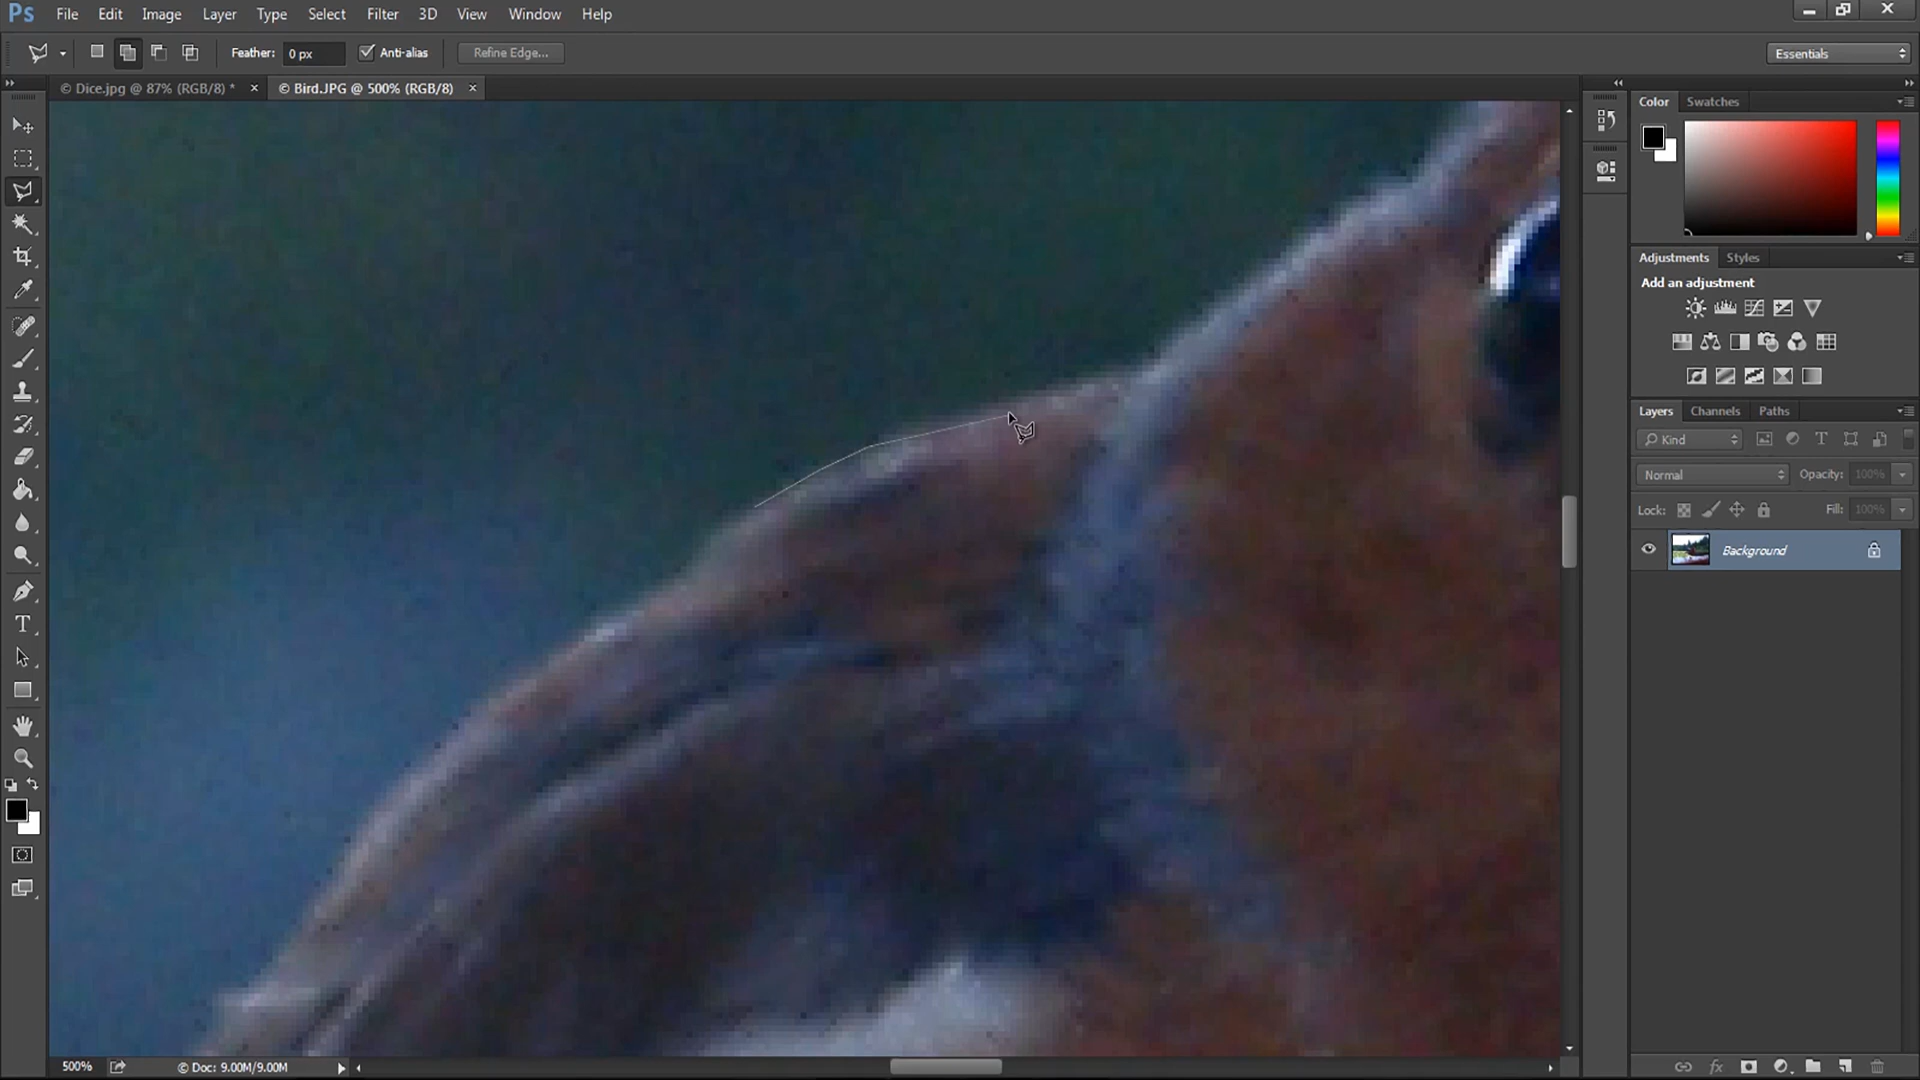 Ps File Edit Image Layer Type Select Filter 3D View Window Help
Feather: 0 px Anti-alias Refine Edge... Essentials
© Dice.jpg @ 87% (RGB/8) * × © Bird.JPG @ 500% (RGB/8) ×
Color Swatches
Adjustments Styles
Add an adjustment
Layers Channels Paths
Kind
Normal Opacity: 100%
Lock: Fill: 100%
Background
500% © Doc: 9.00M/9.00M